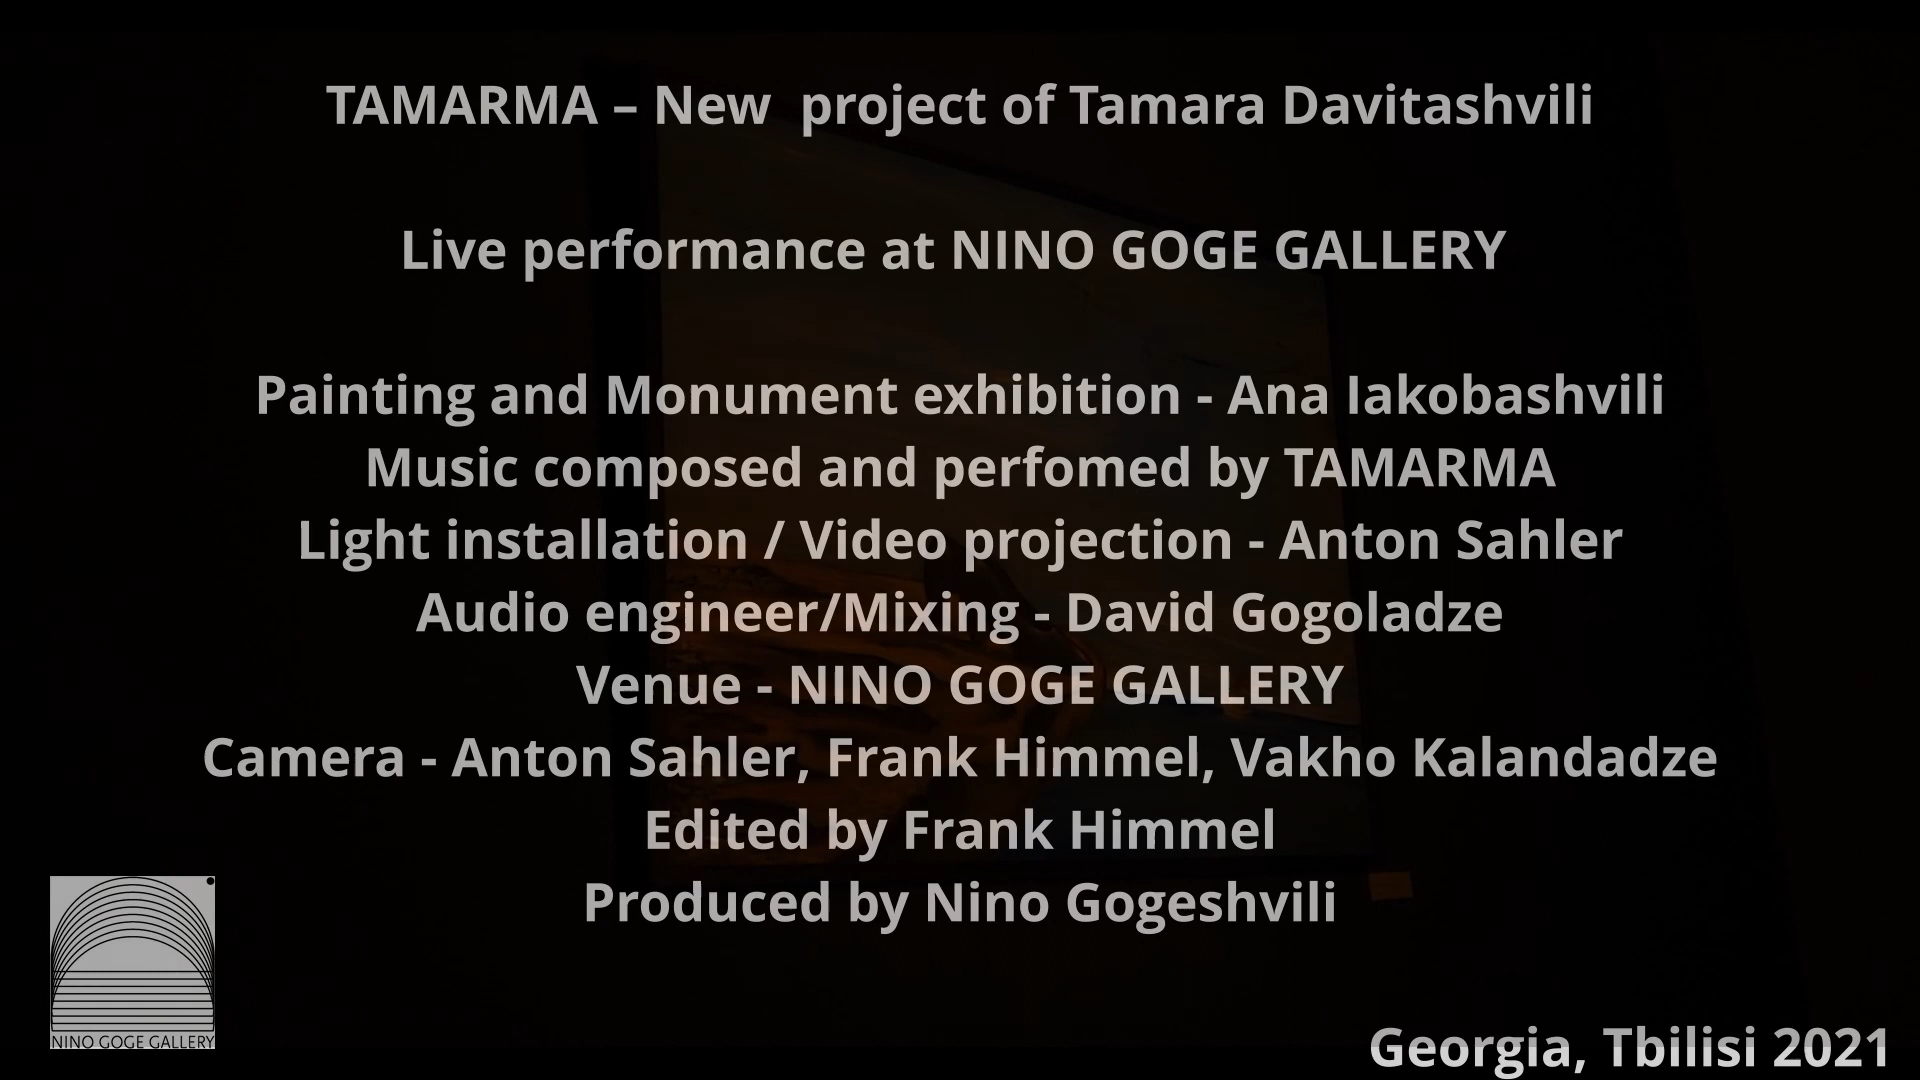 TAMARMA – New  project of Tamara Davitashvili
Live performance at NINO GOGE GALLERY
Painting and Monument exhibition - Ana Iakobashvili
Music composed and perfomed by TAMARMA
Light installation / Video projection - Anton Sahler
Audio engineer/Mixing - David Gogoladze
Venue - NINO GOGE GALLERY
Camera - Anton Sahler, Frank Himmel, Vakho Kalandadze
Edited by Frank Himmel
Produced by Nino Gogeshvili
NINO GOGE GALLERY
Georgia, Tbilisi 2021